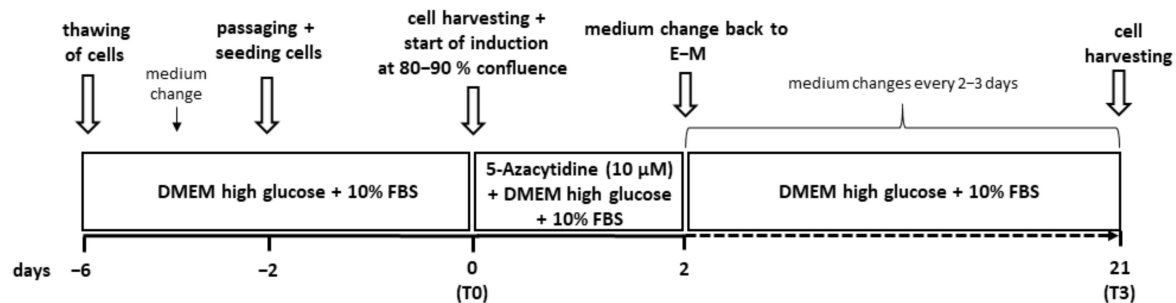 thawing
of cells
medium
change
passaging +
seeding cells
cell harvesting +
start of induction
at 80–90 % confluence
medium change back to
E–M
medium changes every 2–3 days
cell
harvesting
DMEM high glucose + 10% FBS
5-Azacytidine (10 µM)
+ DMEM high glucose
+ 10% FBS
DMEM high glucose + 10% FBS
days
–6
–2
0
(T0)
2
21
(T3)